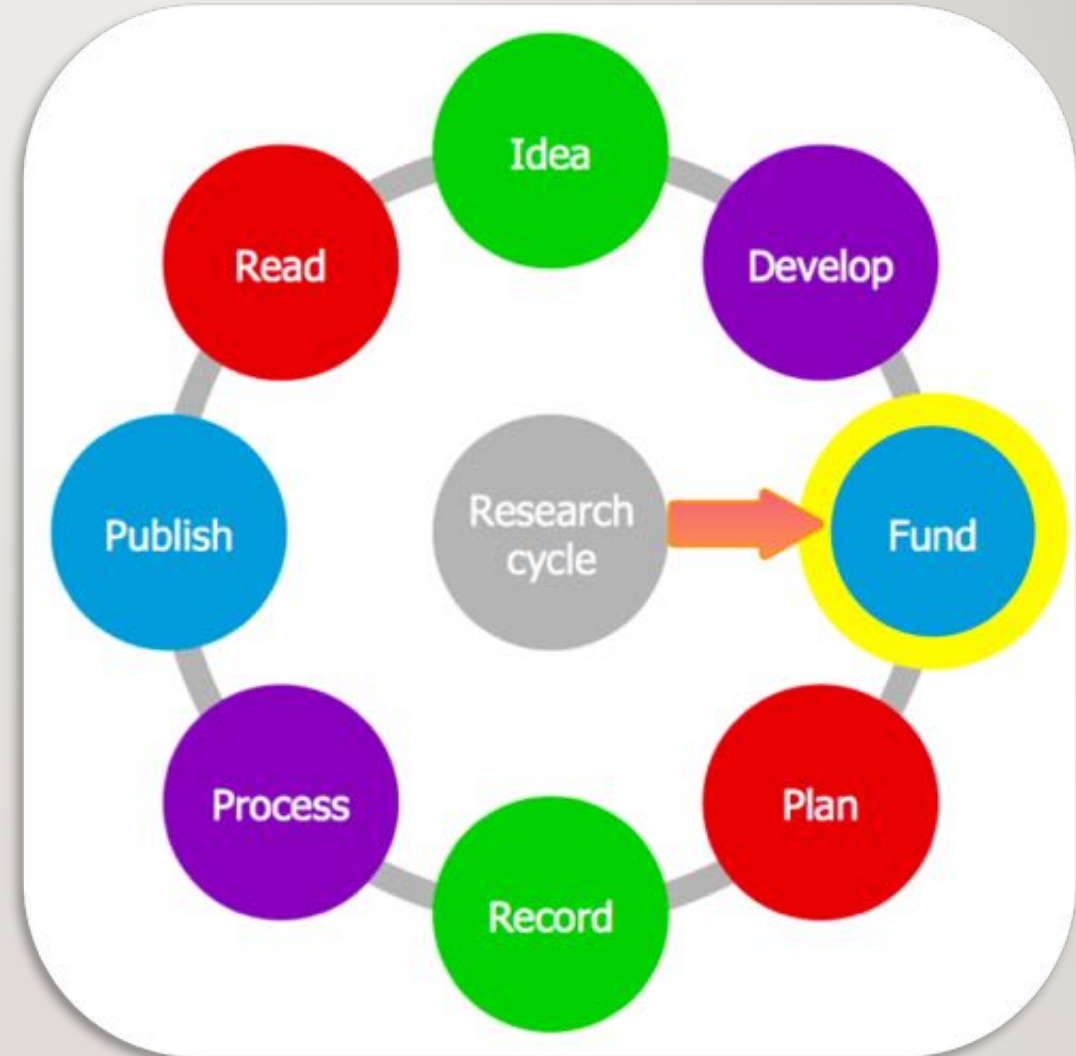 Idea
Develop
Fund
Plan
Record
Process
Publish
Read
Research
cycle